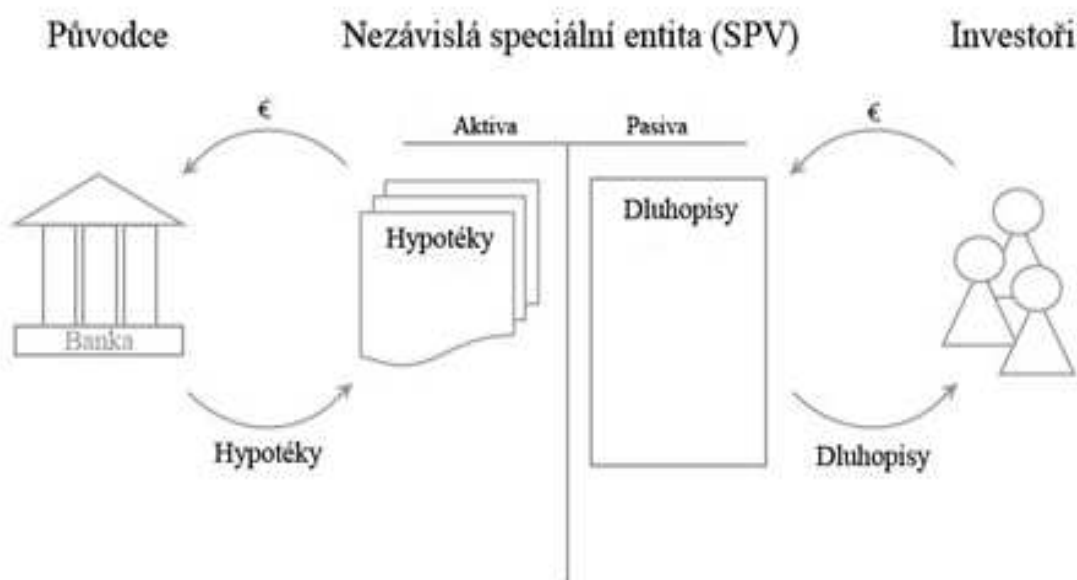 Původce
Nezávislá speciální entita (SPV)
Investoři
€
Aktiva
Pasiva
€
Hypotéky
Dluhopisy
Banka
Hypotéky
Dluhopisy